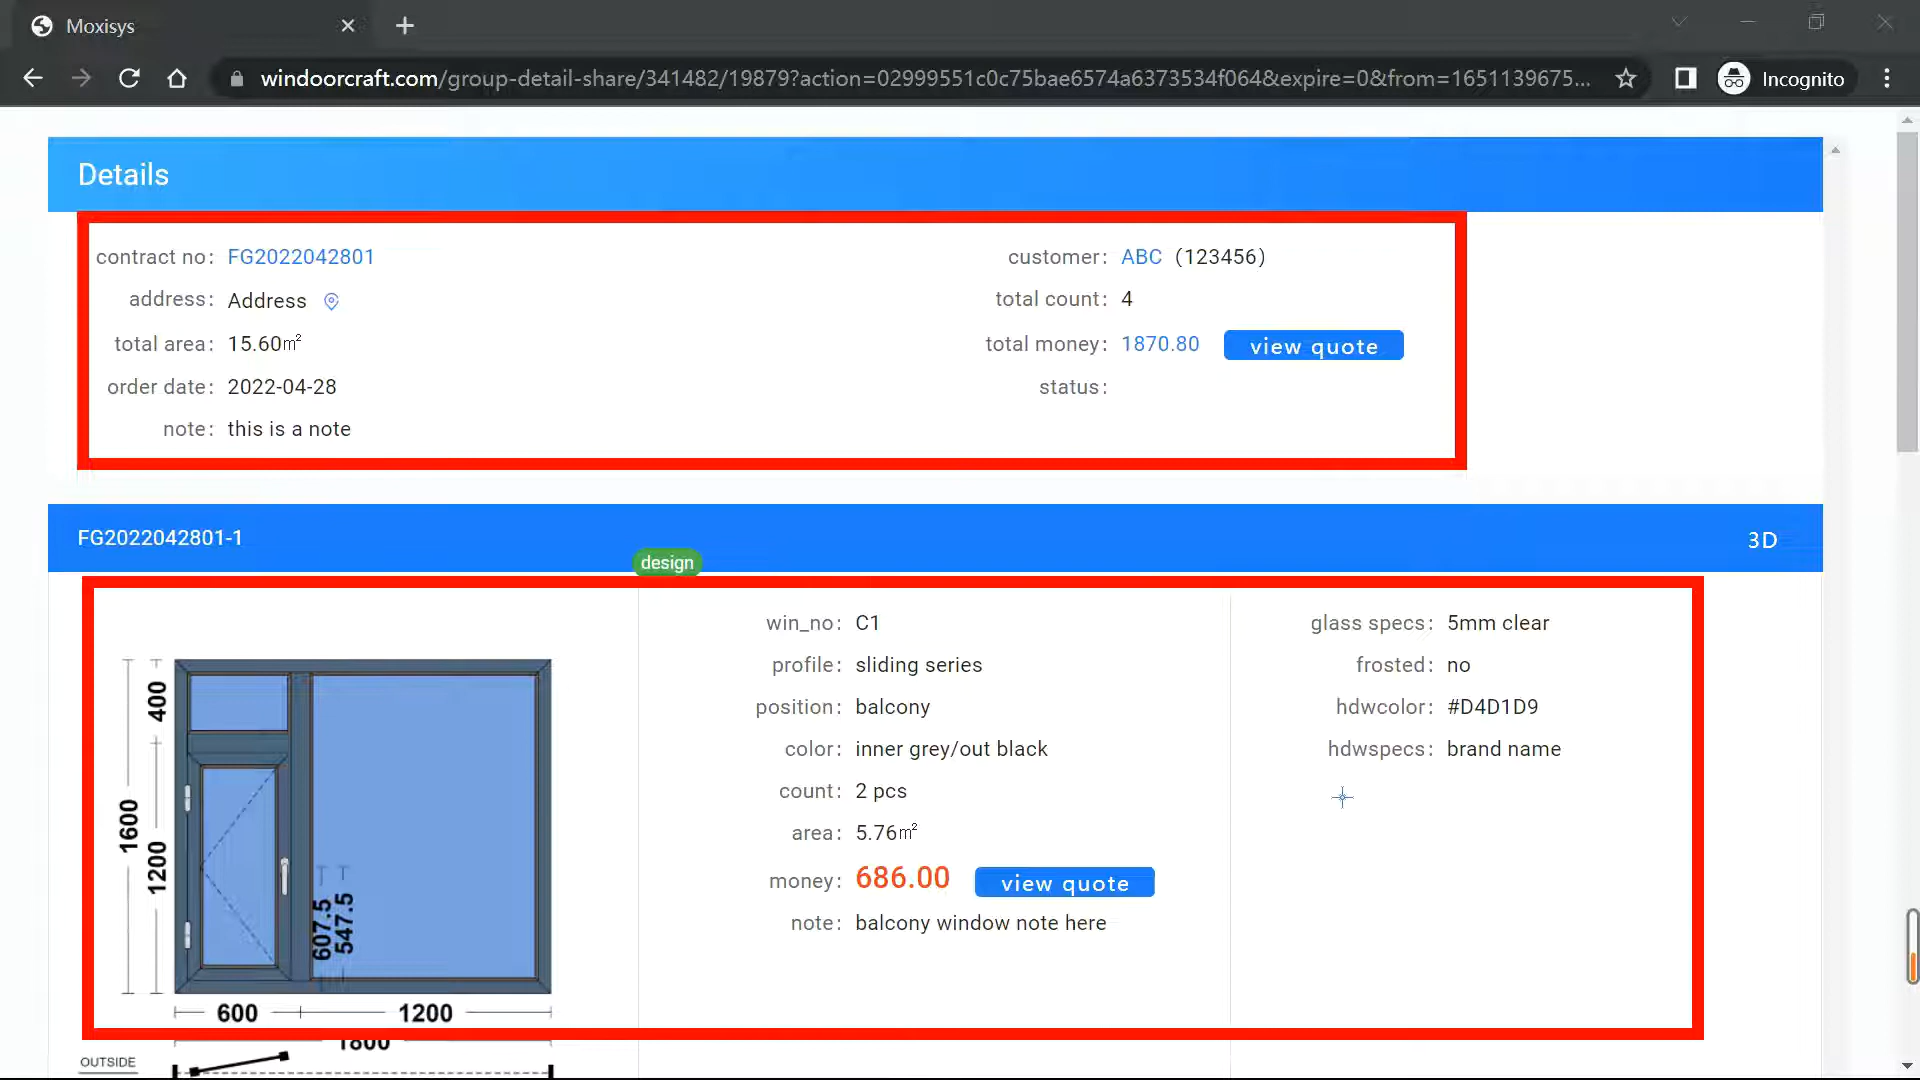 Moxisys
windoorcraft.com/group-detail-share/341482/19879?action=02999551c0c75bae6574a6373534f064&expire=0&from=1651139675...
Incognito
Details
contract no: FG2022042801
customer: ABC (123456)
address: Address
total count: 4
total area: 15.60㎡
total money: 1870.80 view quote
order date: 2022-04-28
status:
note: this is a note
FG2022042801-1
3D
design
win_no: C1
profile: sliding series
position: balcony
color: inner grey/out black
count: 2 pcs
area: 5.76㎡
money: 686.00 view quote
note: balcony window note here
glass specs: 5mm clear
frosted: no
hdwcolor: #D4D1D9
hdwspecs: brand name
400
1600
1200
607.5
547.5
600
1200
1800
OUTSIDE